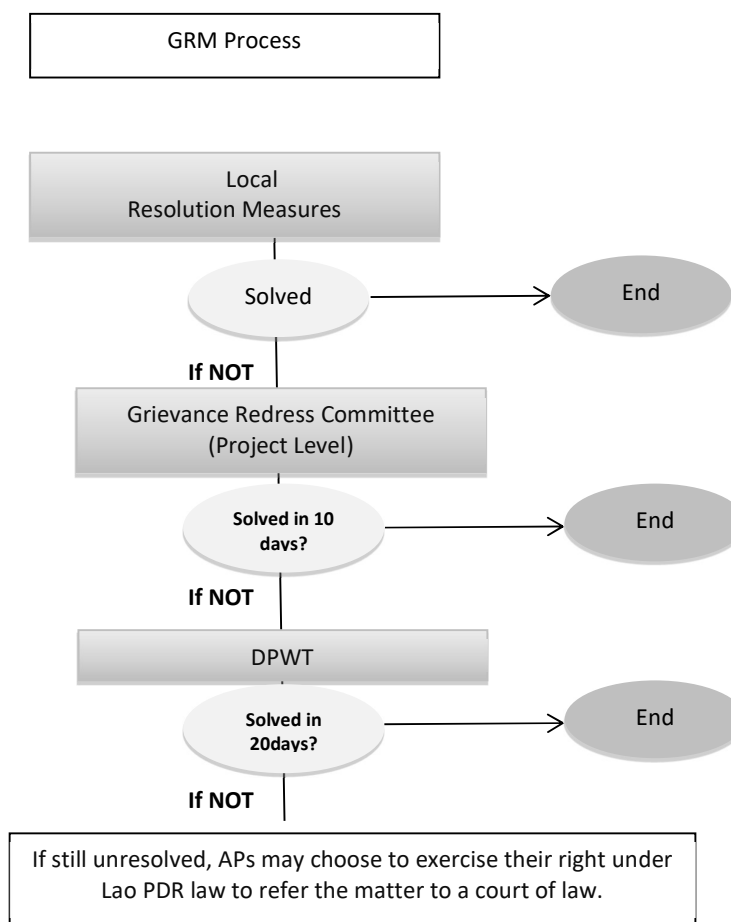 GRM Process
Local
Resolution Measures
Solved
End
If NOT
Grievance Redress Committee
(Project Level)
Solved in 10
days?
End
If NOT
DPWT
Solved in
20days?
End
If NOT
If still unresolved, APs may choose to exercise their right under
Lao PDR law to refer the matter to a court of law.